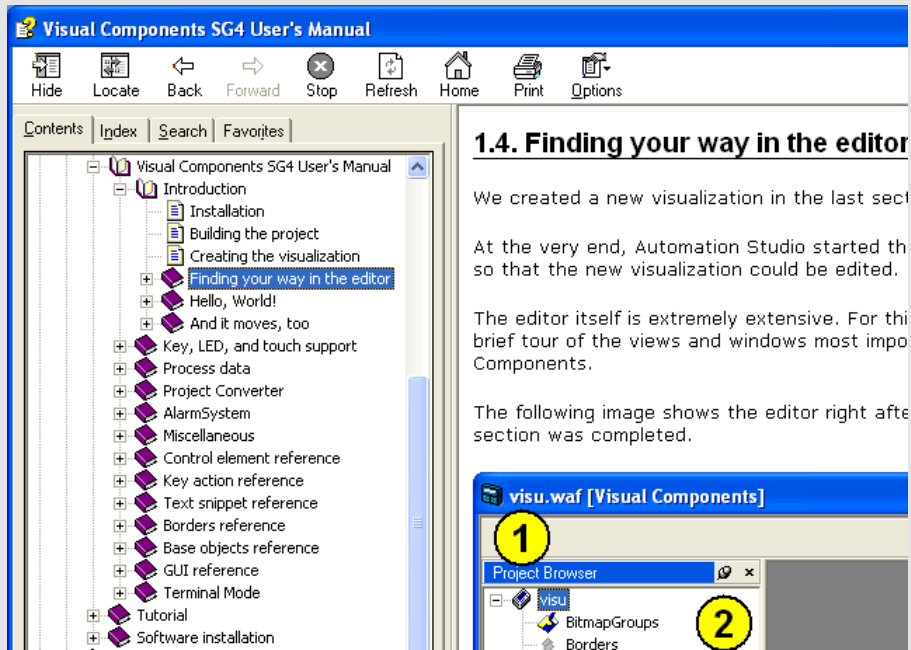 Visual Components SG4 User's Manual
Hide Locate Back Forward Stop Refresh Home Print Options
Contents Index Search Favorites
Visual Components SG4 User's Manual
Introduction
Installation
Building the project
Creating the visualization
Finding your way in the editor
Hello, World!
And it moves, too
Key, LED, and touch support
Process data
Project Converter
AlarmSystem
Miscellaneous
Control element reference
Key action reference
Text snippet reference
Borders reference
Base objects reference
GUI reference
Terminal Mode
Tutorial
Software installation
1.4. Finding your way in the editor
We created a new visualization in the last sect
At the very end, Automation Studio started th
so that the new visualization could be edited.
The editor itself is extremely extensive. For thi
brief tour of the views and windows most impo
Components.
The following image shows the editor right afte
section was completed.
visu.waf [Visual Components]
1
Project Browser
visu
BitmapGroups
2
Borders